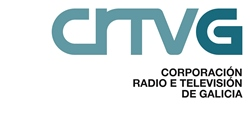 CRTVG
CORPORACIÓN
RADIO E TELEVISIÓN
DE GALICIA